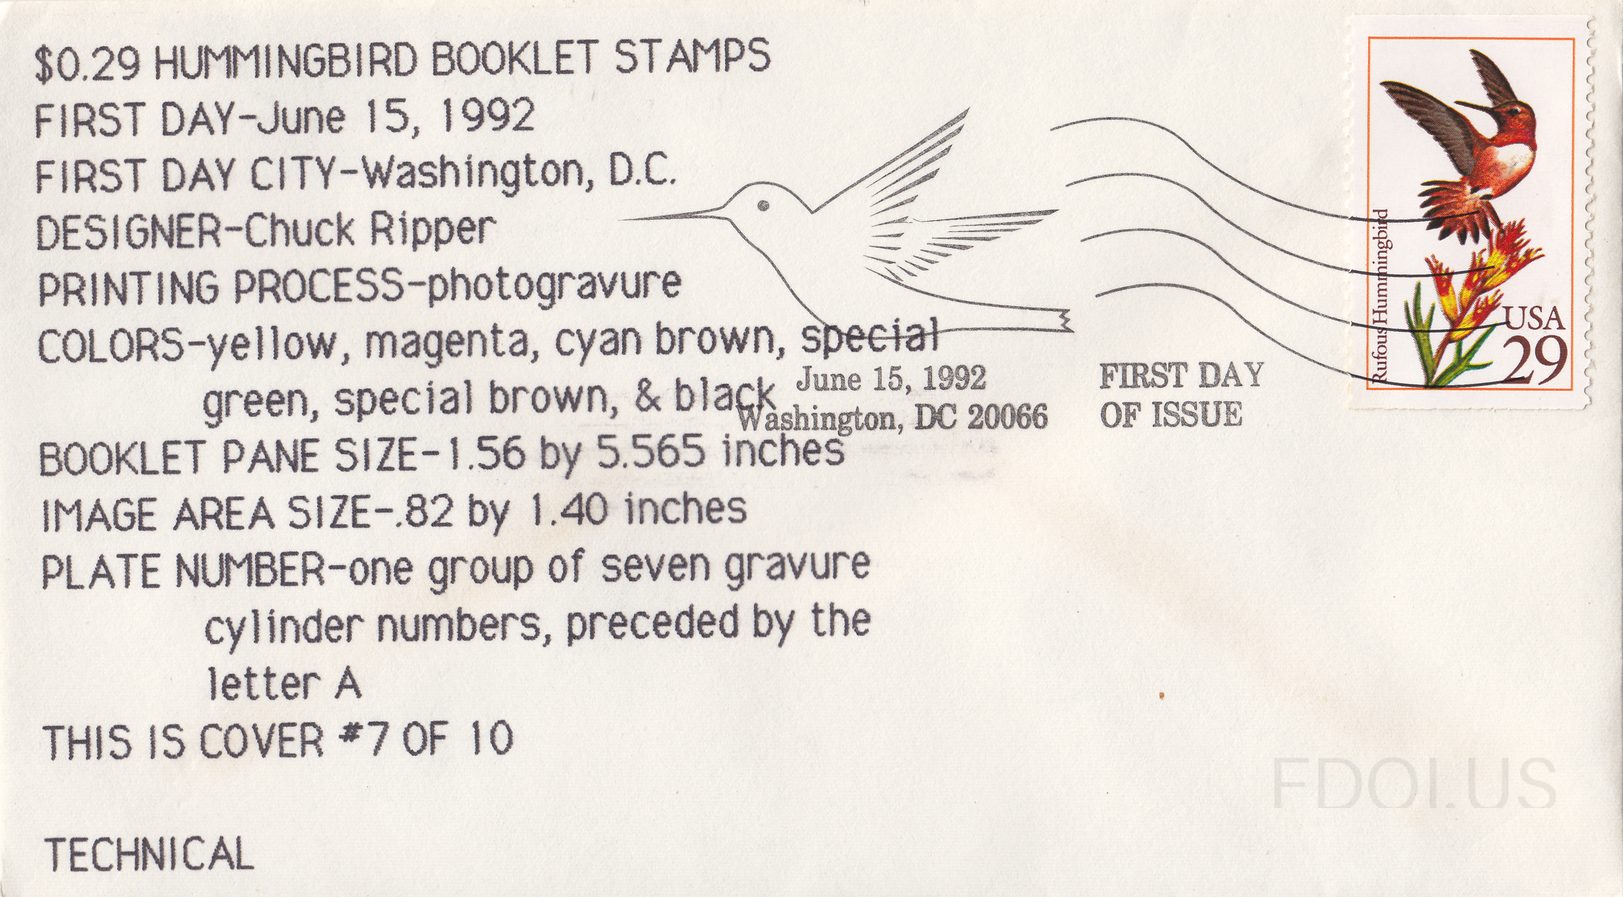 $0.29 HUMMINGBIRD BOOKLET STAMPS
FIRST DAY-June 15, 1992
FIRST DAY CITY-Washington, D.C.
DESIGNER-Chuck Ripper
PRINTING PROCESS-photogravure
COLORS-yellow, magenta, cyan brown, special
green, special brown, & black
BOOKLET PANE SIZE-1.56 by 5.565 inches
IMAGE AREA SIZE-.82 by 1.40 inches
PLATE NUMBER-one group of seven gravure
cylinder numbers, preceded by the
letter A
THIS IS COVER #7 OF 10
TECHNICAL
June 15, 1992
Washington, DC 20066
FIRST DAY
OF ISSUE
Rufous Hummingbird
USA
29
FDOI.US